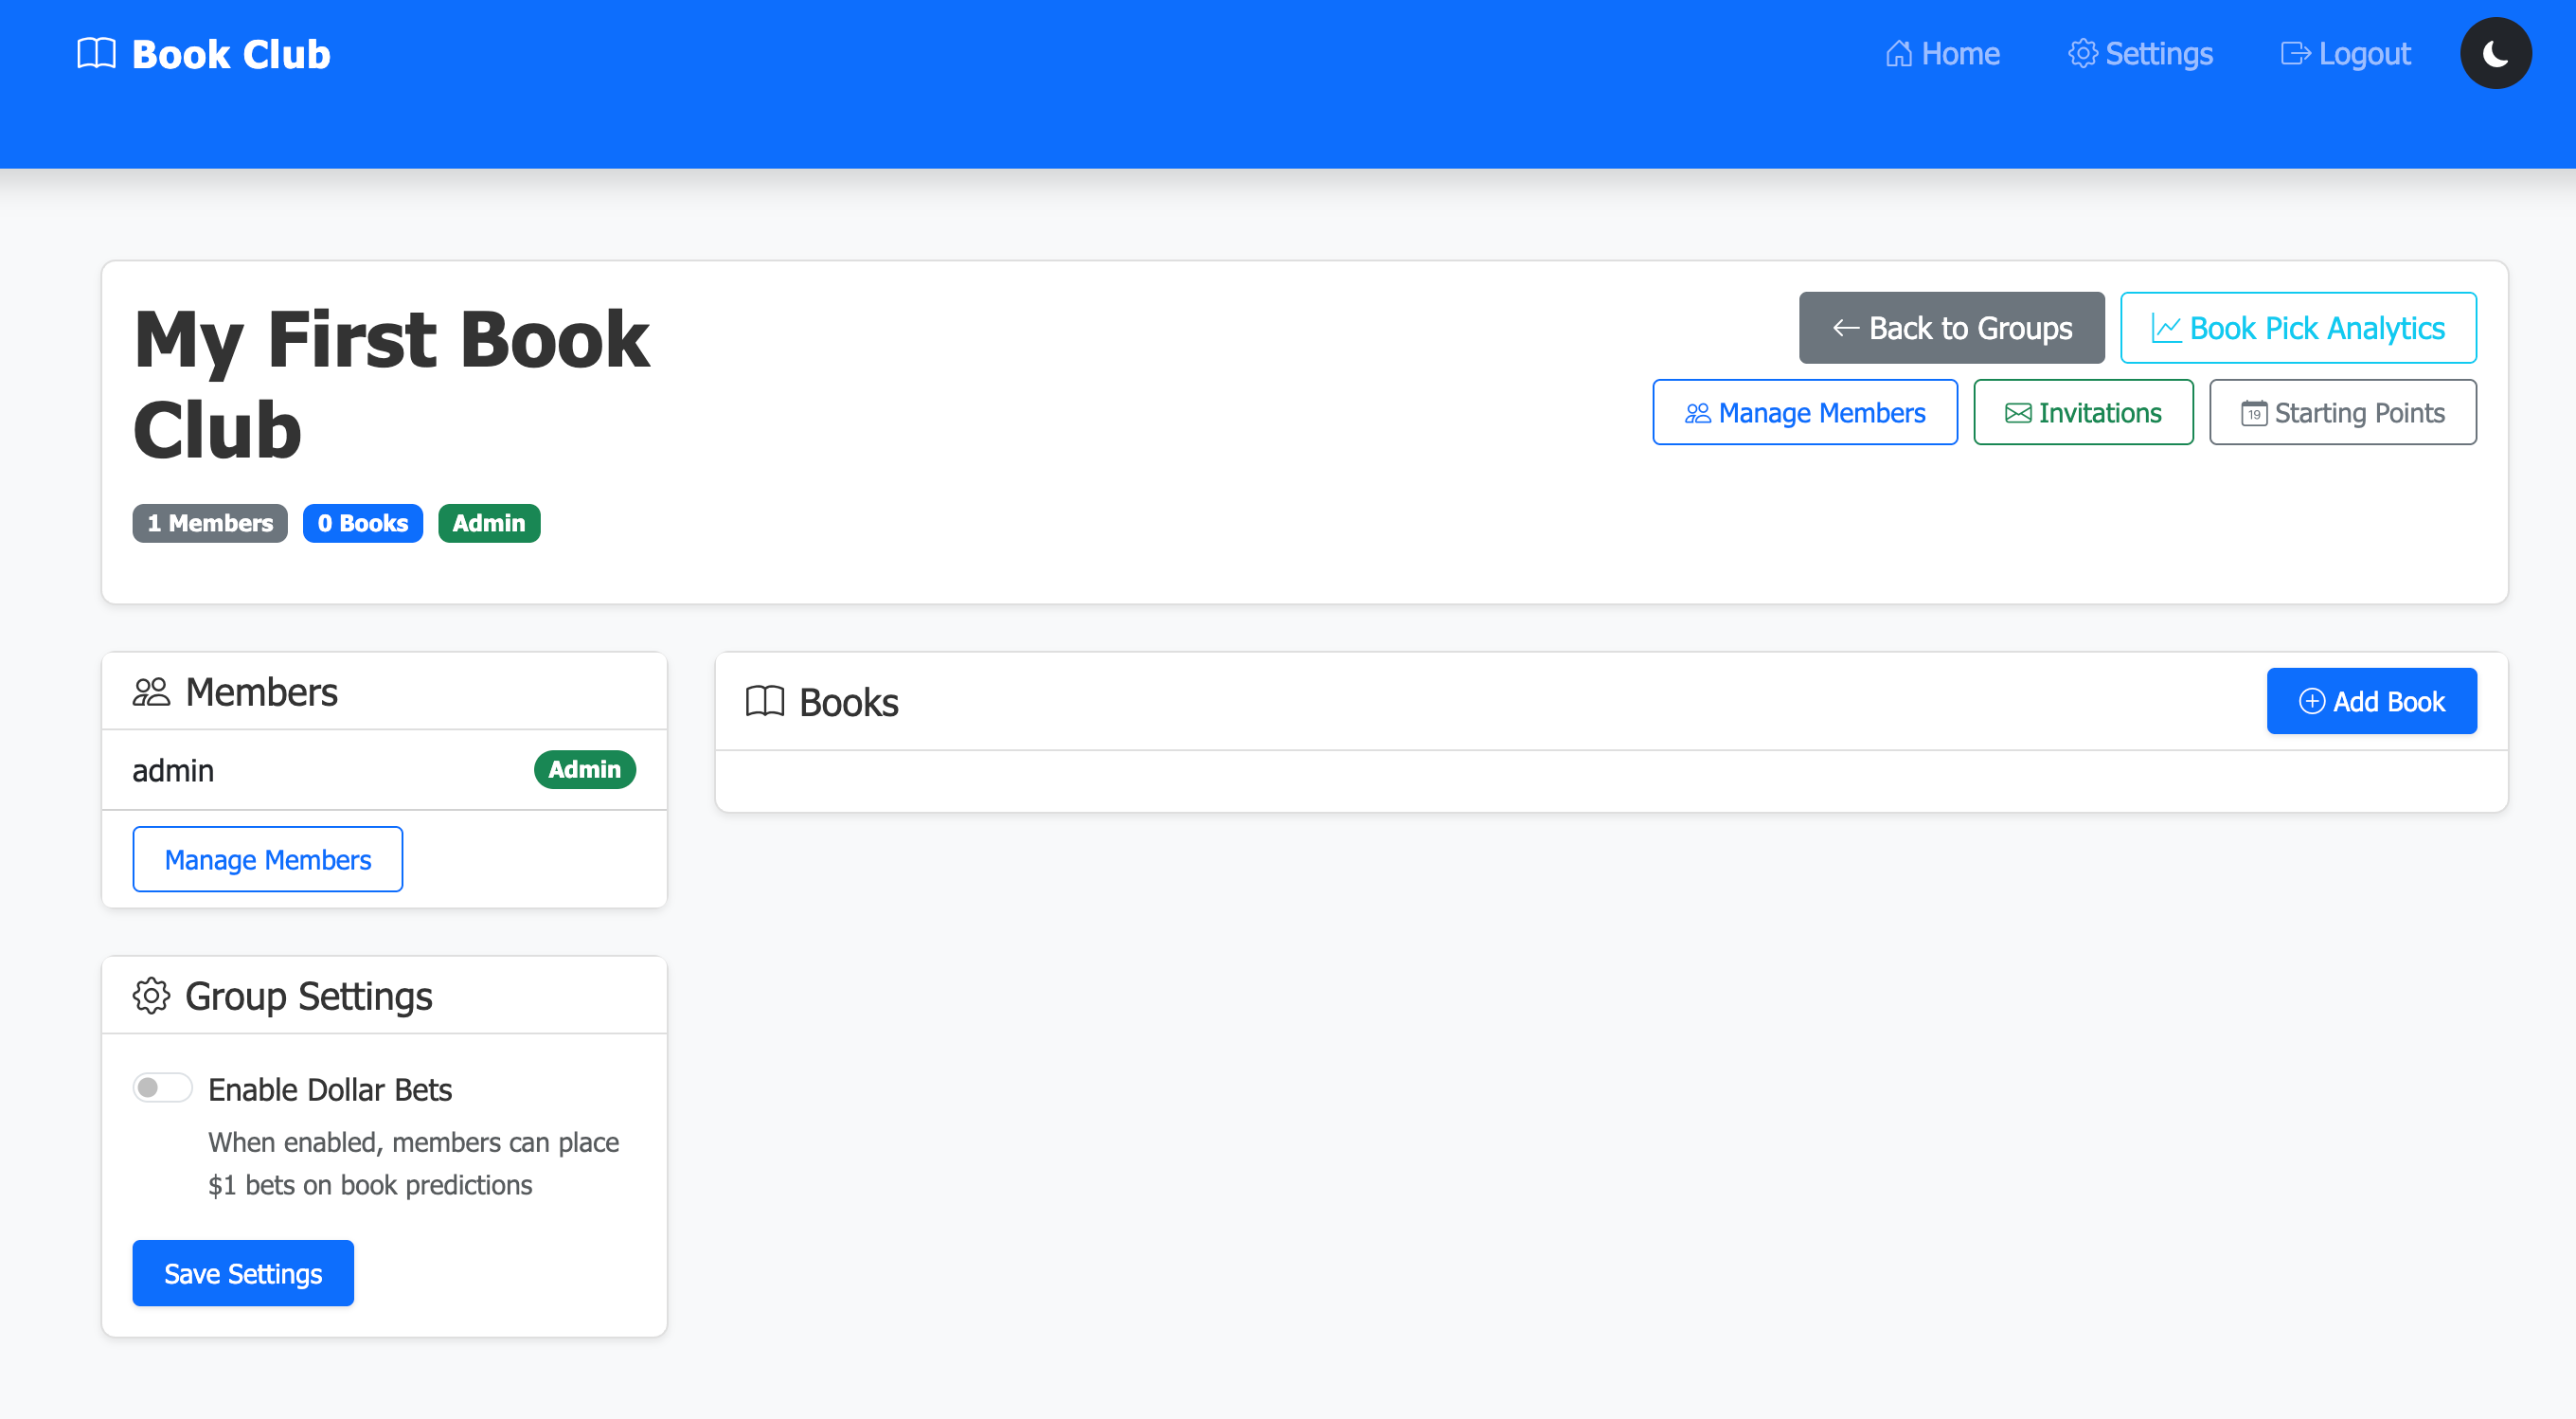 Book Club
Home
Settings
Logout
My First Book
Club
1 Members
0 Books
Admin
Back to Groups
Book Pick Analytics
Manage Members
Invitations
19
Starting Points
Members
admin
Admin
Manage Members
Group Settings
Enable Dollar Bets
When enabled, members can place
$1 bets on book predictions
Save Settings
Books
Add Book